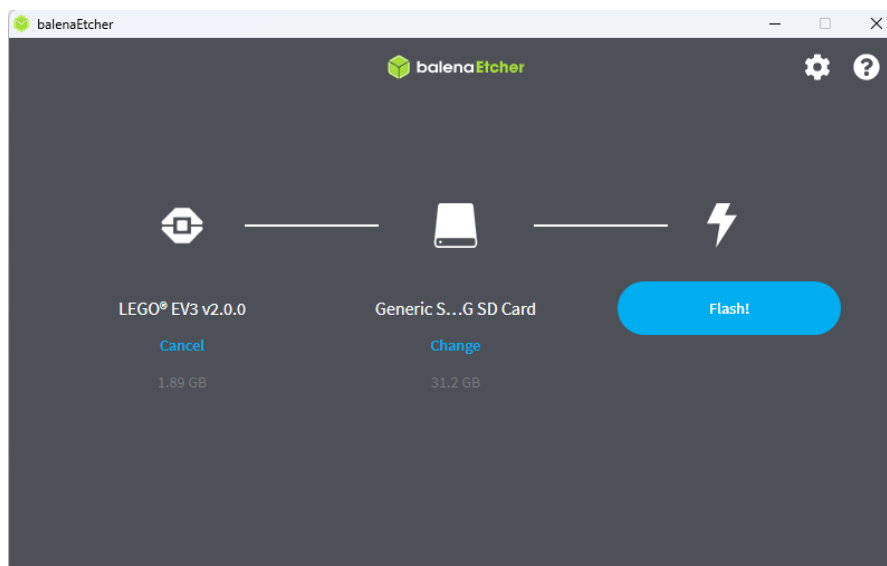 balenaEtcher
balenaEtcher
LEGO® EV3 v2.0.0
Generic S...G SD Card
Flash!
Cancel
Change
1.89 GB
31.2 GB